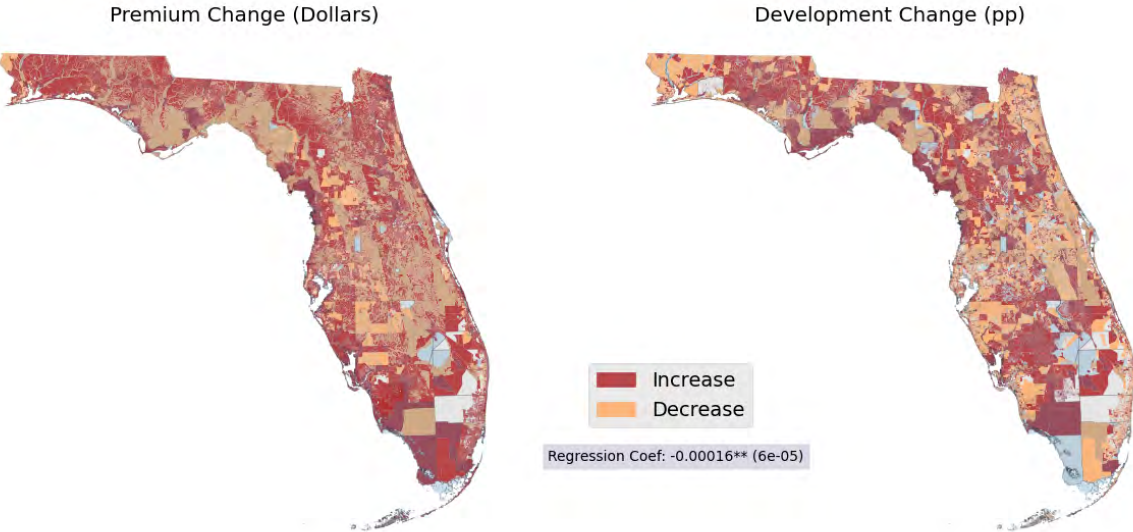 Premium Change (Dollars)
Development Change (pp)
Increase
Decrease
Regression Coef: -0.00016** (6e-05)